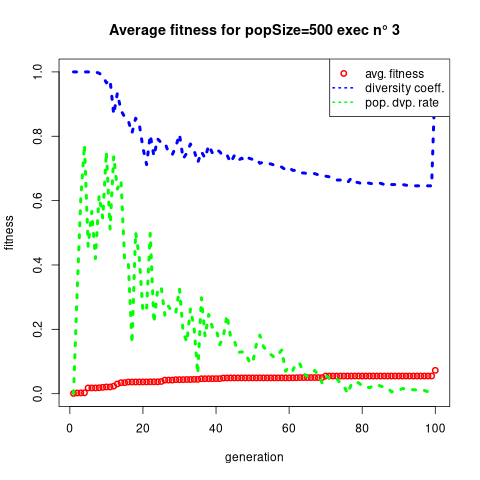 Average fitness for popSize=500 exec n° 3
avg. fitness
diversity coeff.
pop. dvp. rate
fitness
1.0
0.8
0.6
0.4
0.2
0.0
0 20 40 60 80 100
generation